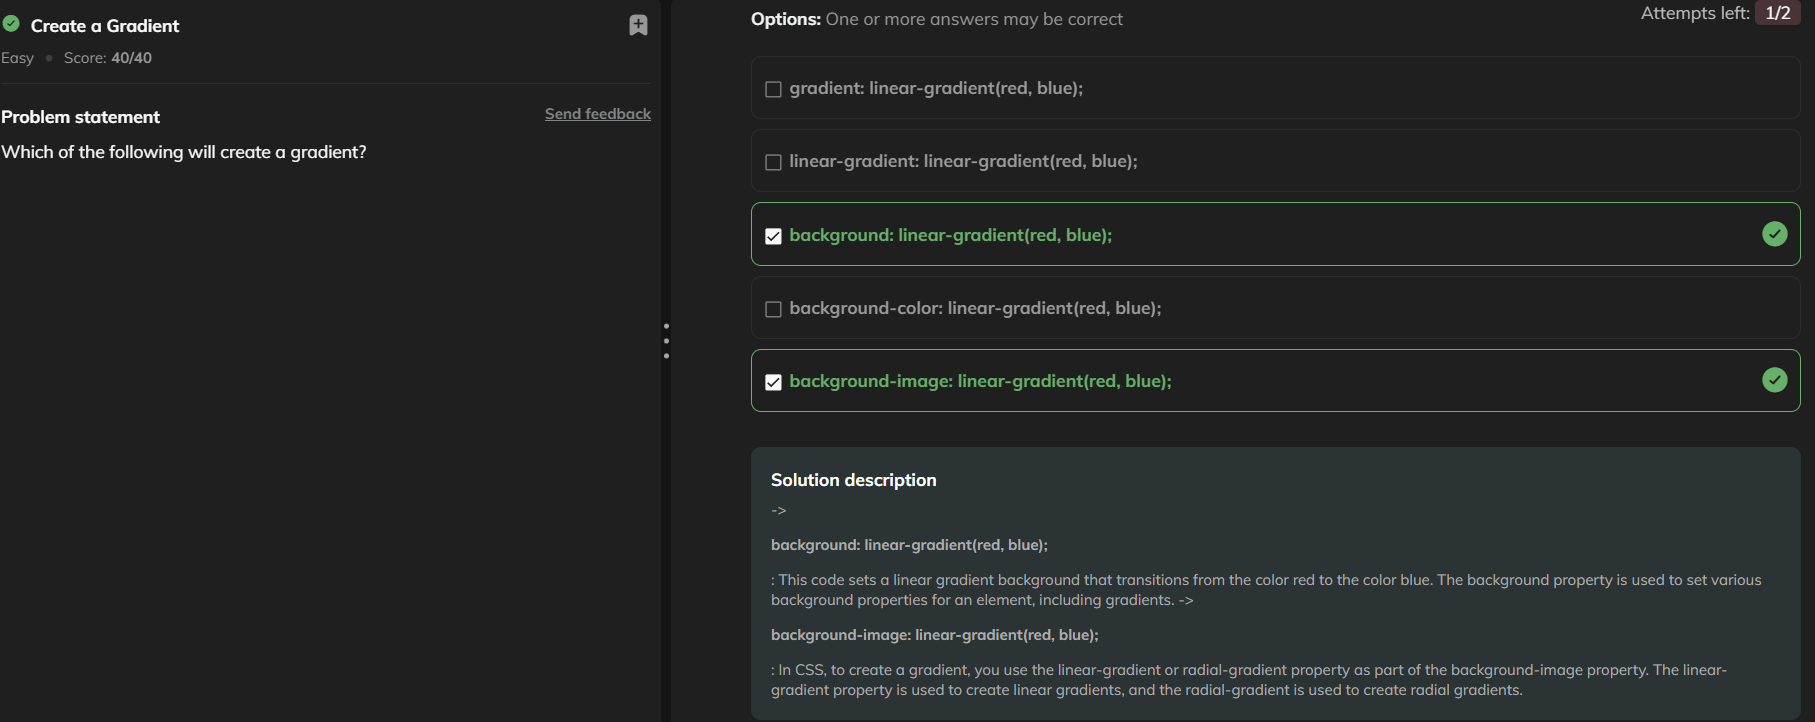 Create a Gradient
Easy • Score: 40/40
Problem statement
Send feedback
Which of the following will create a gradient?
Options: One or more answers may be correct
Attempts left: 1/2
gradient: linear-gradient(red, blue);
linear-gradient: linear-gradient(red, blue);
background: linear-gradient(red, blue);
background-color: linear-gradient(red, blue);
background-image: linear-gradient(red, blue);
Solution description
->
background: linear-gradient(red, blue);
: This code sets a linear gradient background that transitions from the color red to the color blue. The background property is used to set various
background properties for an element, including gradients. ->
background-image: linear-gradient(red, blue);
: In CSS, to create a gradient, you use the linear-gradient or radial-gradient property as part of the background-image property. The linear-
gradient property is used to create linear gradients, and the radial-gradient is used to create radial gradients.